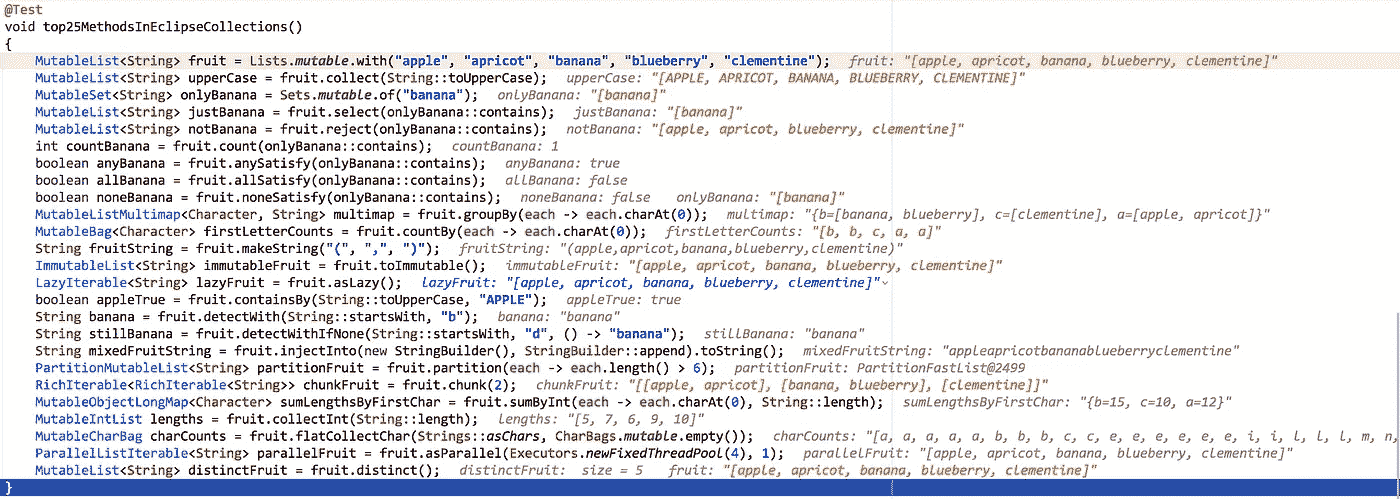 @Test
void top25MethodsInEclipseCollections()
{
MutableList<String> fruit = Lists.mutable.with("apple", "apricot", "banana", "blueberry", "clementine");  fruit: "[apple, apricot, banana, blueberry, clementine]"
MutableList<String> upperCase = fruit.collect(String::toUpperCase);  upperCase: "[APPLE, APRICOT, BANANA, BLUEBERRY, CLEMENTINE]"
MutableSet<String> onlyBanana = Sets.mutable.of("banana");  onlyBanana: "[banana]"
MutableList<String> justBanana = fruit.select(onlyBanana::contains);  justBanana: "[banana]"
MutableList<String> notBanana = fruit.reject(onlyBanana::contains);  notBanana: "[apple, apricot, blueberry, clementine]"
int countBanana = fruit.count(onlyBanana::contains);  countBanana: 1
boolean anyBanana = fruit.anySatisfy(onlyBanana::contains);  anyBanana: true
boolean allBanana = fruit.allSatisfy(onlyBanana::contains);  allBanana: false
boolean noneBanana = fruit.noneSatisfy(onlyBanana::contains);  noneBanana: false  onlyBanana: "[banana]"
MutableListMultimap<Character, String> multimap = fruit.groupBy(each -> each.charAt(0));  multimap: "{b=[banana, blueberry], c=[clementine], a=[apple, apricot]}"
MutableBag<Character> firstLetterCounts = fruit.countBy(each -> each.charAt(0));  firstLetterCounts: "[b, b, c, a, a]"
String fruitString = fruit.makeString("(", ",", ")");  fruitString: "(apple,apricot,banana,blueberry,clementine)"
ImmutableList<String> immutableFruit = fruit.toImmutable();  immutableFruit: "[apple, apricot, banana, blueberry, clementine]"
LazyIterable<String> lazyFruit = fruit.asLazy();  lazyFruit: "[apple, apricot, banana, blueberry, clementine]"
boolean appleTrue = fruit.containsBy(String::toUpperCase, "APPLE");  appleTrue: true
String banana = fruit.detectWith(String::startsWith, "b");  banana: "banana"
String stillBanana = fruit.detectWithIfNone(String::startsWith, "d", () -> "banana");  stillBanana: "banana"
String mixedFruitString = fruit.injectInto(new StringBuilder(), StringBuilder::append).toString();  mixedFruitString: "appleapricotbananablueberryclementine"
PartitionMutableList<String> partitionFruit = fruit.partition(each -> each.length() > 6);  partitionFruit: PartitionFastList@2499
RichIterable<RichIterable<String>> chunkFruit = fruit.chunk(2);  chunkFruit: "[[apple, apricot], [banana, blueberry], [clementine]]"
MutableObjectLongMap<Character> sumLengthsByFirstChar = fruit.sumByInt(each -> each.charAt(0), String::length);  sumLengthsByFirstChar: "{b=15, c=10, a=12}"
MutableIntList lengths = fruit.collectInt(String::length);  lengths: "[5, 7, 6, 9, 10]"
MutableCharBag charCounts = fruit.flatCollectChar(Strings::asChars, CharBags.mutable.empty());  charCounts: "[a, a, a, a, a, b, b, b, c, c, e, e, e, e, e, e, i, i, l, l, l, m, n,
ParallelListIterable<String> parallelFruit = fruit.asParallel(Executors.newFixedThreadPool(4), 1);  parallelFruit: "[apple, apricot, banana, blueberry, clementine]"
MutableList<String> distinctFruit = fruit.distinct();  distinctFruit:  size = 5  fruit: "[apple, apricot, banana, blueberry, clementine]"
}